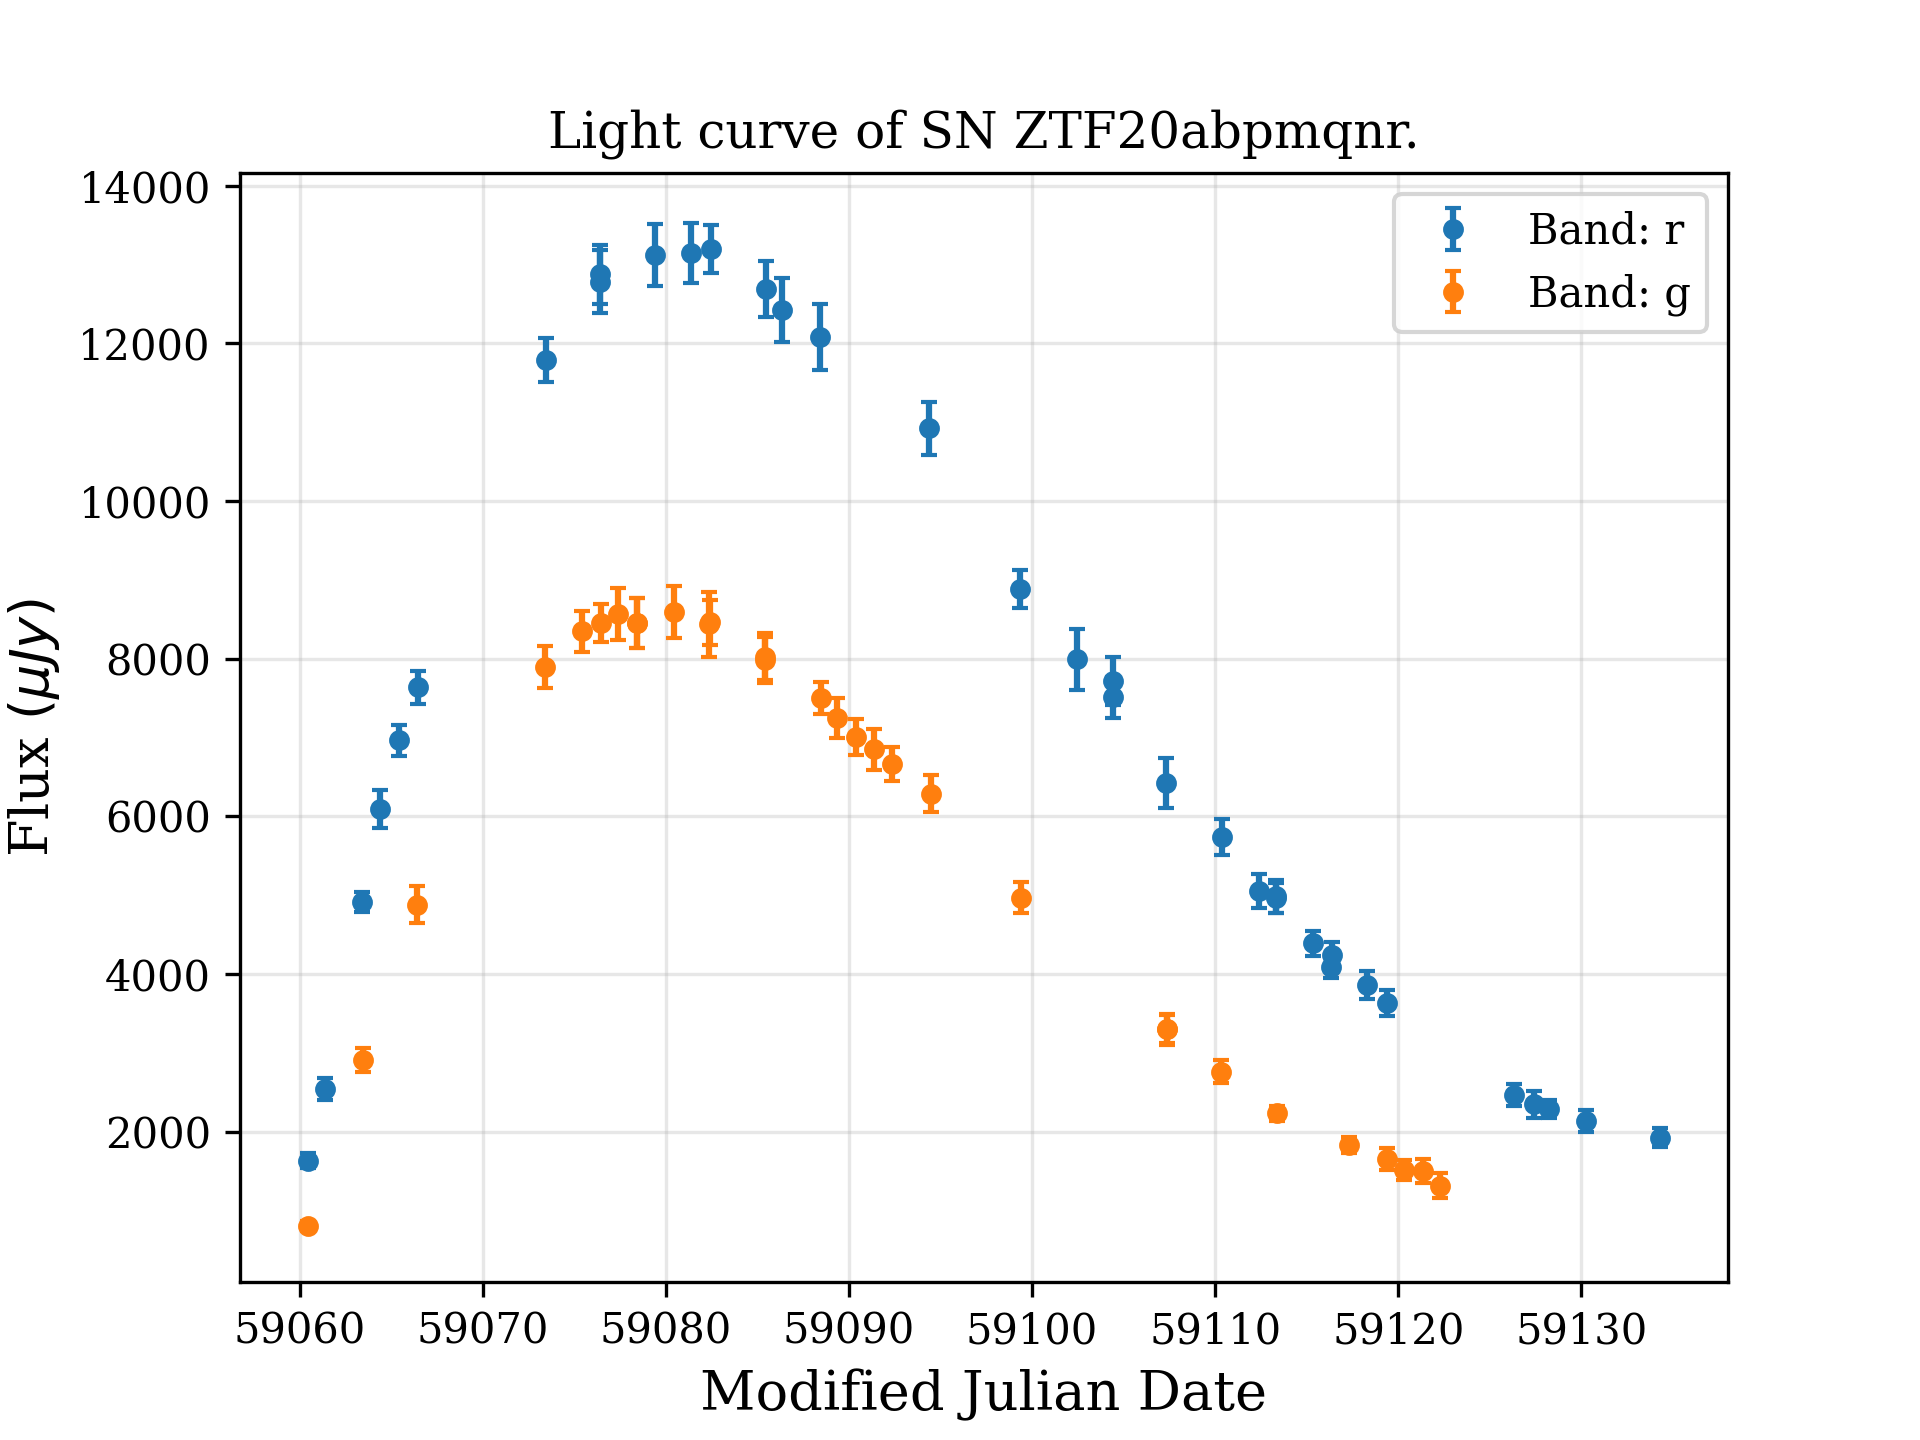 Light curve of SN ZTF20abpmqnr.
14000
12000
10000
8000
6000
4000
2000
Flux (μJy)
Band: r
Band: g
59060 59070 59080 59090 59100 59110 59120 59130
Modified Julian Date